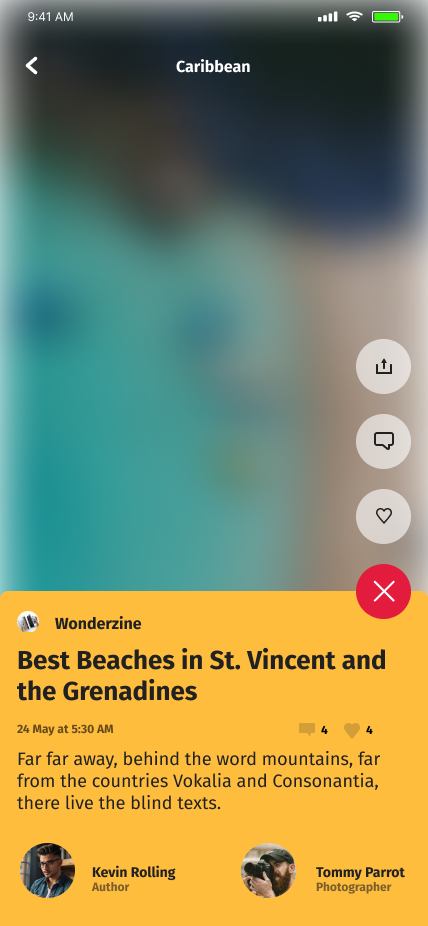 9:41 AM
Caribbean
Wonderzine
Best Beaches in St. Vincent and
the Grenadines
24 May at 5:30 AM
4
4
Far far away, behind the word mountains, far
from the countries Vokalia and Consonantia,
there live the blind texts.
Kevin Rolling
Author
Tommy Parrot
Photographer